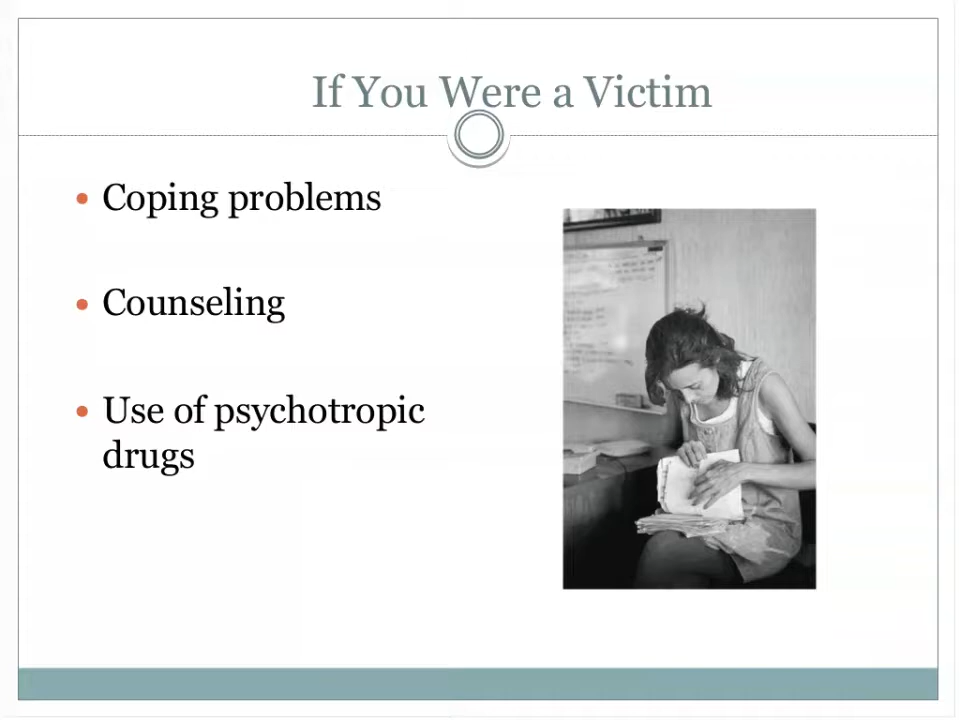 If You Were a Victim
Coping problems
Counseling
Use of psychotropic
drugs